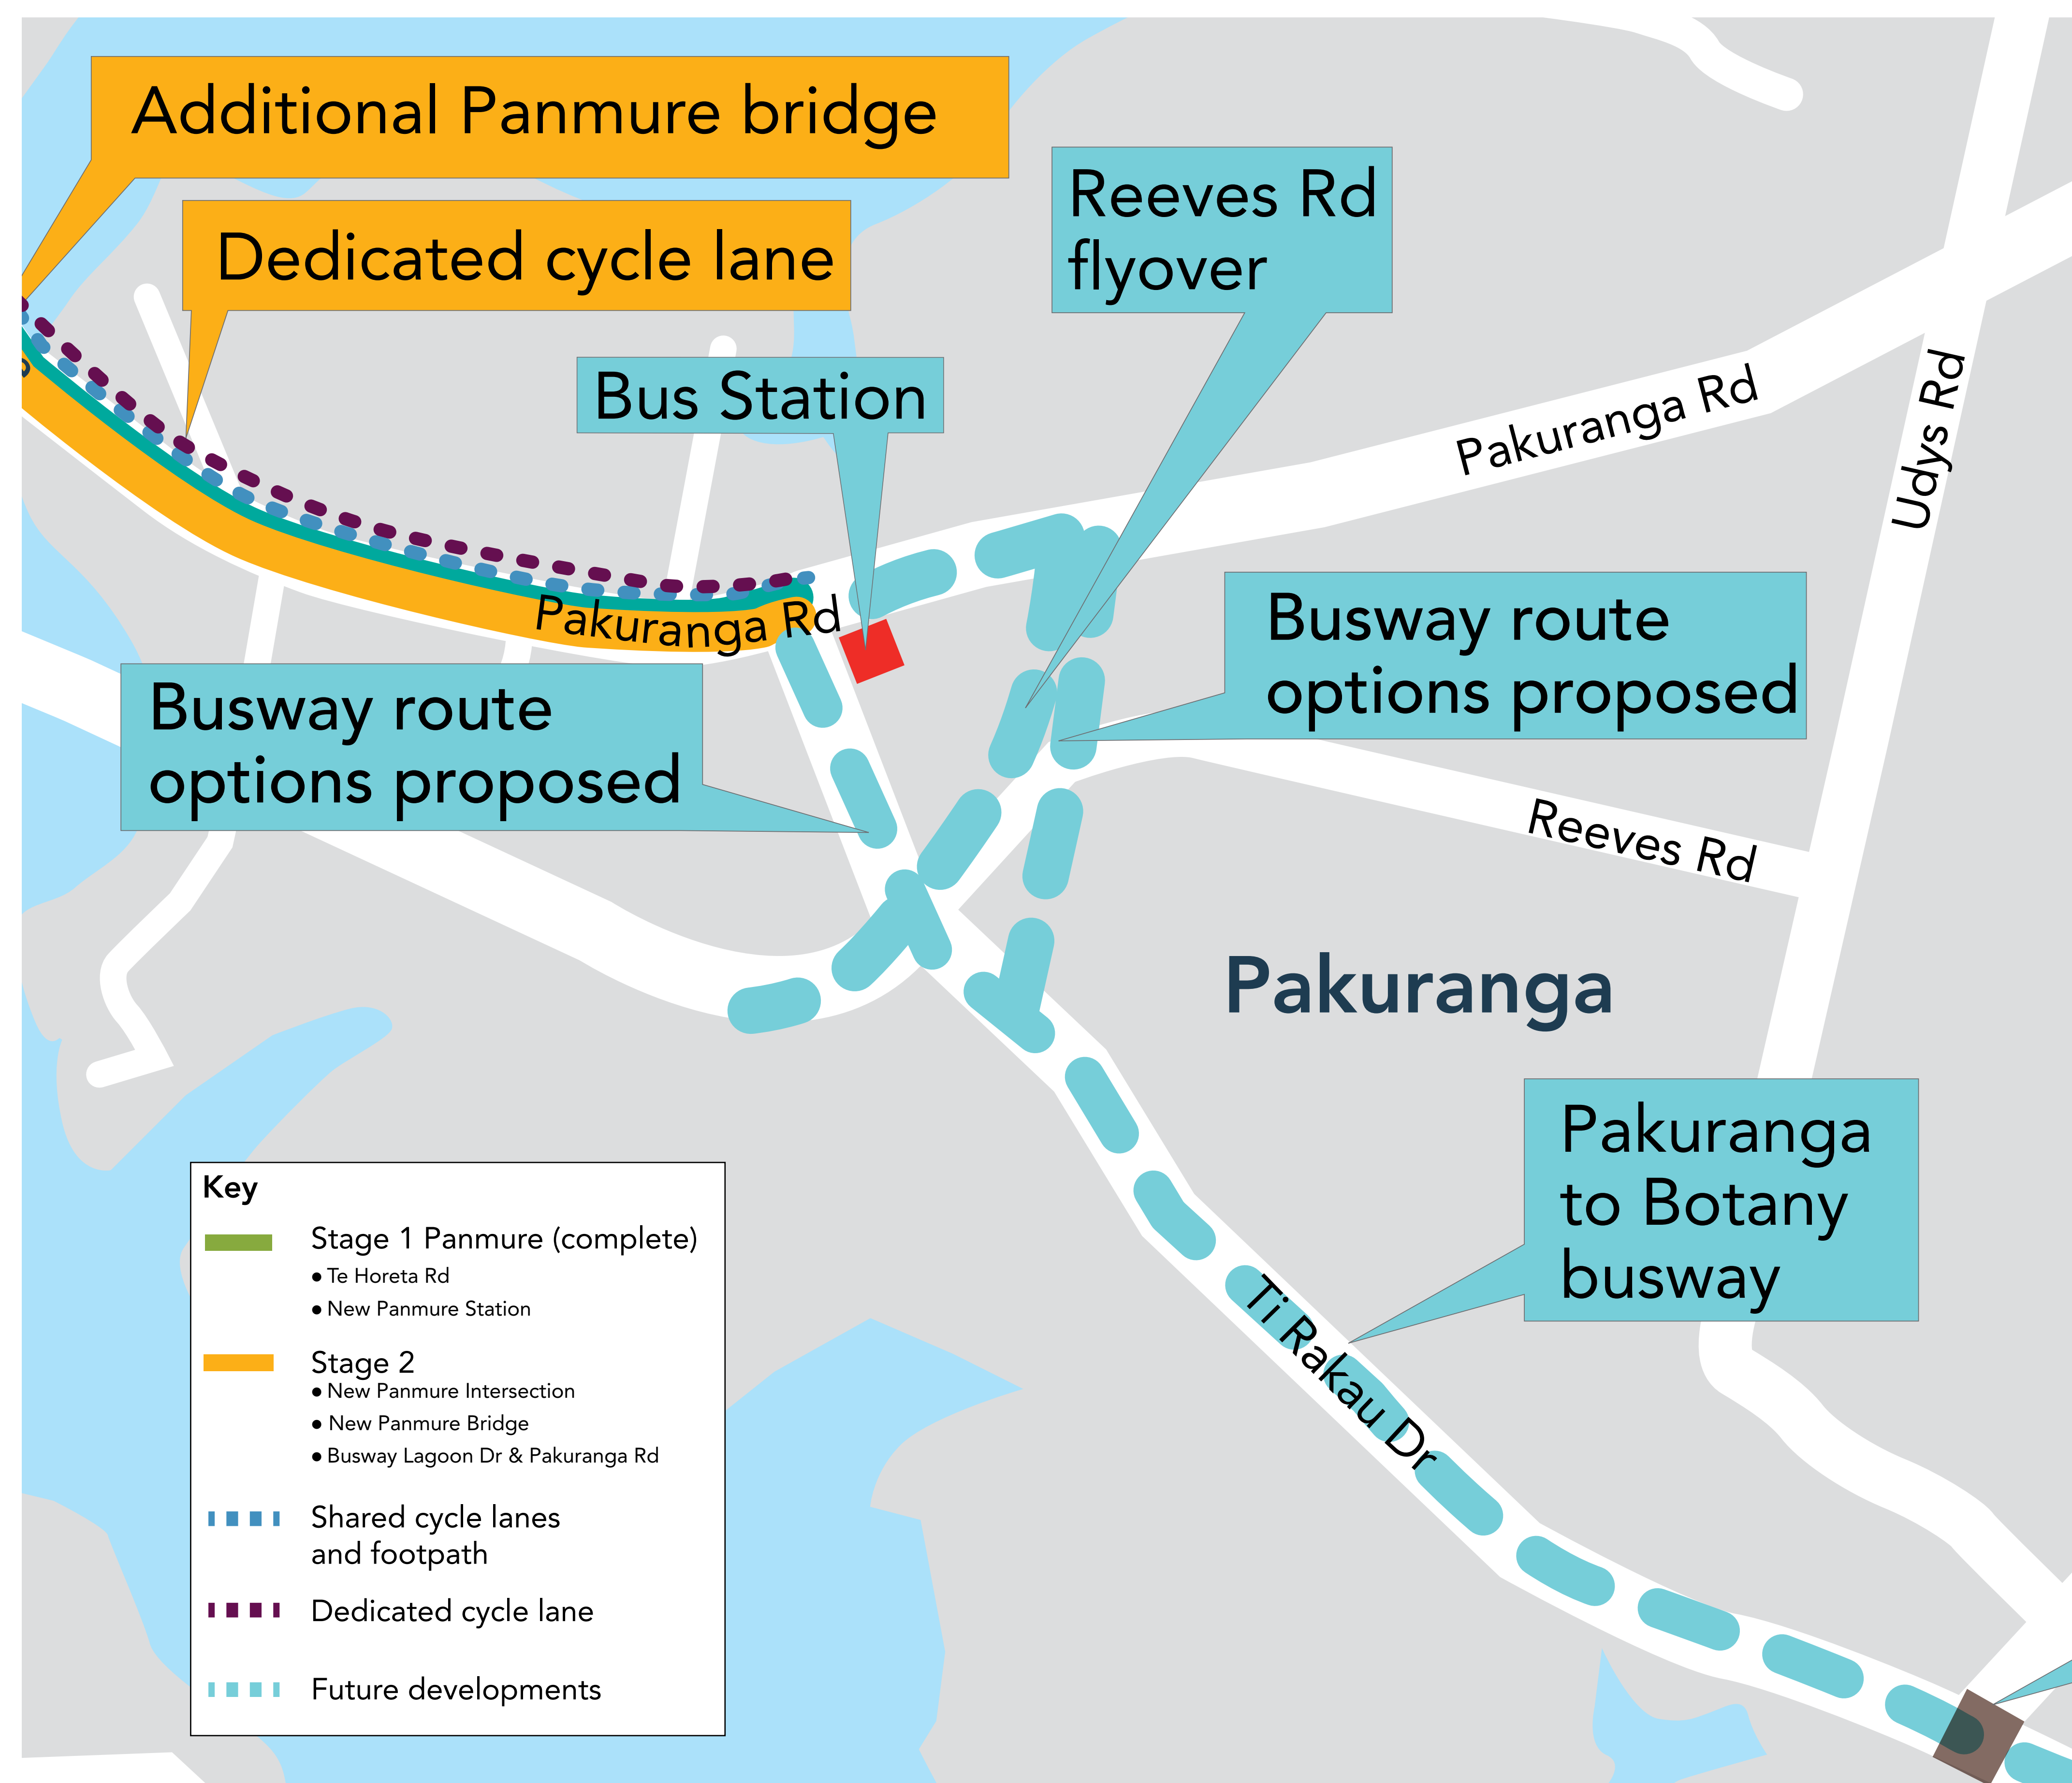 Additional Panmure bridge
Dedicated cycle lane
Reeves Rd
flyover
Bus Station
Pakuranga Rd
Udys Rd
Pakuranga Rd
Busway route
options proposed
Busway route
options proposed
Reeves Rd
Pakuranga
Pakuranga
to Botany
busway
Ti Rakau Dr
Key
Stage 1 Panmure (complete)
• Te Horeta Rd
• New Panmure Station
Stage 2
• New Panmure Intersection
• New Panmure Bridge
• Busway Lagoon Dr & Pakuranga Rd
Shared cycle lanes
and footpath
Dedicated cycle lane
Future developments